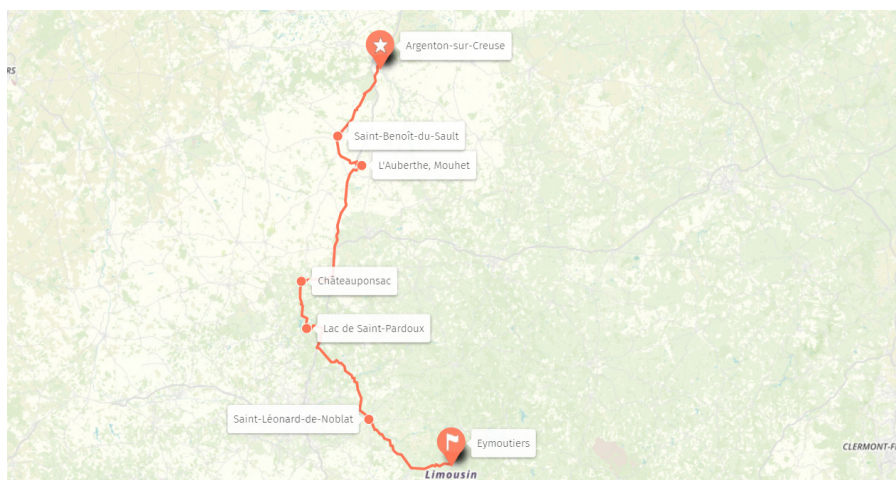 Argenton-sur-Creuse
Saint-Benoît-du-Sault
L'Auberthe, Mouhet
Châteauponsac
Lac de Saint-Pardoux
Saint-Léonard-de-Noblat
Eymoutiers
Limousin